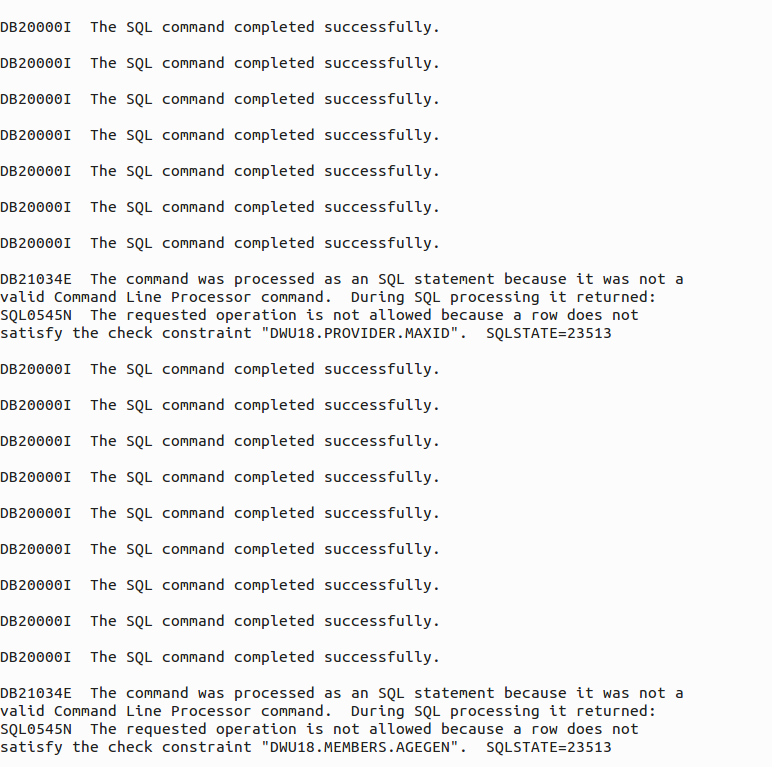 DB20000I  The SQL command completed successfully.
DB20000I  The SQL command completed successfully.
DB20000I  The SQL command completed successfully.
DB20000I  The SQL command completed successfully.
DB20000I  The SQL command completed successfully.
DB20000I  The SQL command completed successfully.
DB20000I  The SQL command completed successfully.
DB21034E  The command was processed as an SQL statement because it was not a
valid Command Line Processor command.  During SQL processing it returned:
SQL0545N  The requested operation is not allowed because a row does not
satisfy the check constraint "DWU18.PROVIDER.MAXID".  SQLSTATE=23513
DB20000I  The SQL command completed successfully.
DB20000I  The SQL command completed successfully.
DB20000I  The SQL command completed successfully.
DB20000I  The SQL command completed successfully.
DB20000I  The SQL command completed successfully.
DB20000I  The SQL command completed successfully.
DB20000I  The SQL command completed successfully.
DB20000I  The SQL command completed successfully.
DB20000I  The SQL command completed successfully.
DB21034E  The command was processed as an SQL statement because it was not a
valid Command Line Processor command.  During SQL processing it returned:
SQL0545N  The requested operation is not allowed because a row does not
satisfy the check constraint "DWU18.MEMBERS.AGEGEN".  SQLSTATE=23513